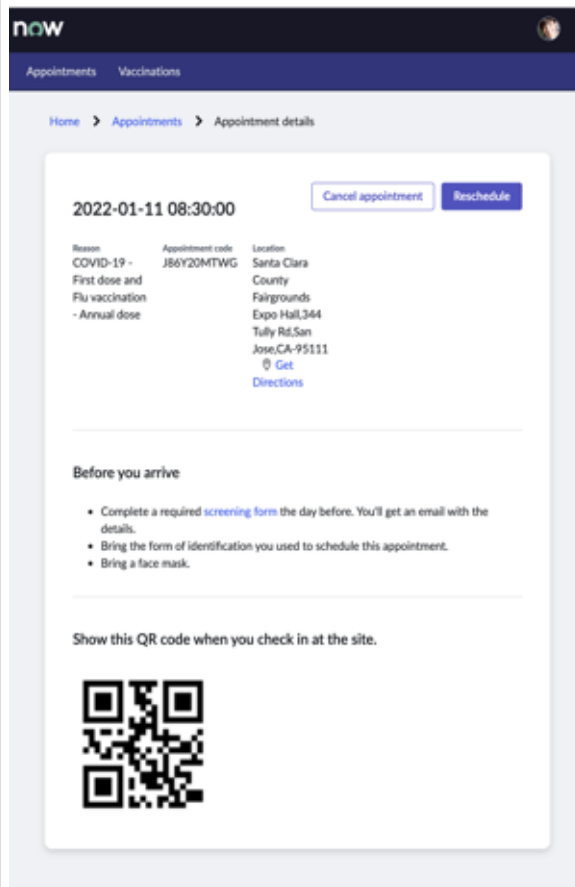 now
Appointments Vaccinations
Home > Appointments > Appointment details
2022-01-11 08:30:00
Cancel appointment
Reschedule
Reason
COVID-19 -
First dose and
Flu vaccination
- Annual dose
Appointment code
J86Y20MTWG
Location
Santa Clara
County
Fairgrounds
Expo Hall,344
Tully Rd,San
Jose,CA-95111
Get
Directions
Before you arrive
• Complete a required screening form the day before. You'll get an email with the
details.
• Bring the form of identification you used to schedule this appointment.
• Bring a face mask.
Show this QR code when you check in at the site.